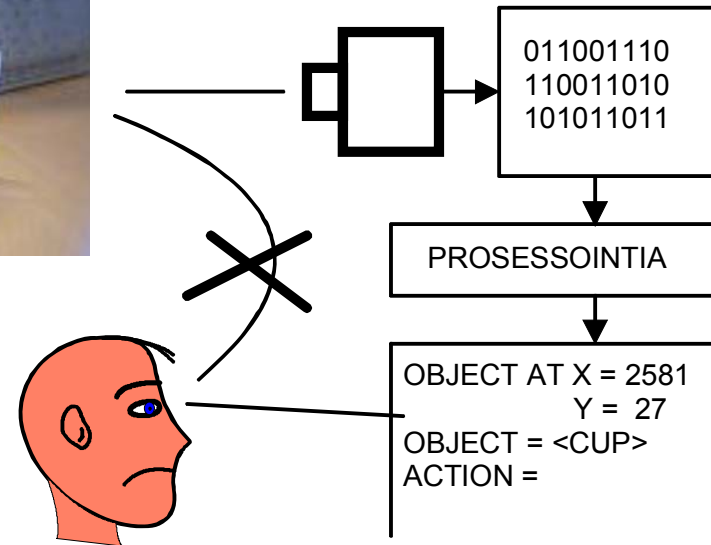 011001110
110011010
101011011
PROSESSOINTIA
OBJECT AT X = 2581
Y = 27
OBJECT = <CUP>
ACTION =